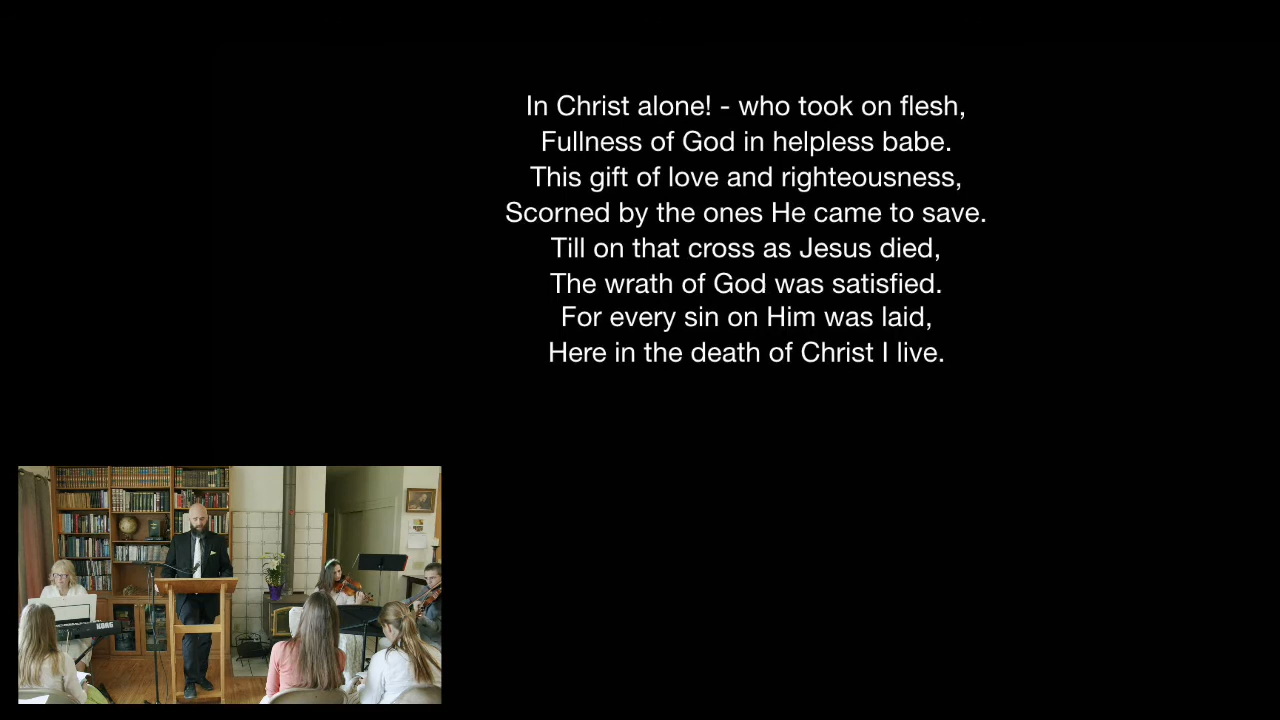 In Christ alone! - who took on flesh,
Fullness of God in helpless babe.
This gift of love and righteousness,
Scorned by the ones He came to save.
Till on that cross as Jesus died,
The wrath of God was satisfied.
For every sin on Him was laid,
Here in the death of Christ I live.
KORG